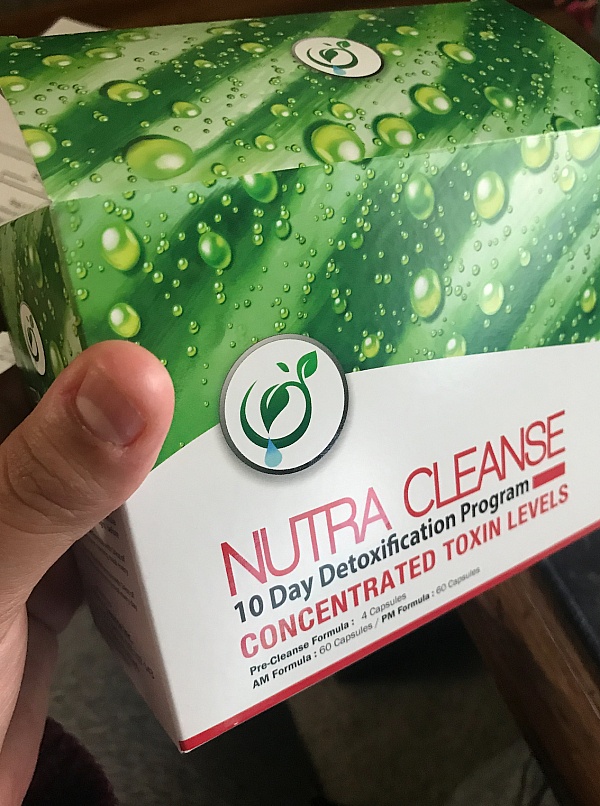 NUTRA CLEANSE
10 Day Detoxification Program
CONCENTRATED TOXIN LEVELS
Pre-Cleanse Formula : 4 Capsules
AM Formula : 60 Capsules / PM Formula : 60 Capsules